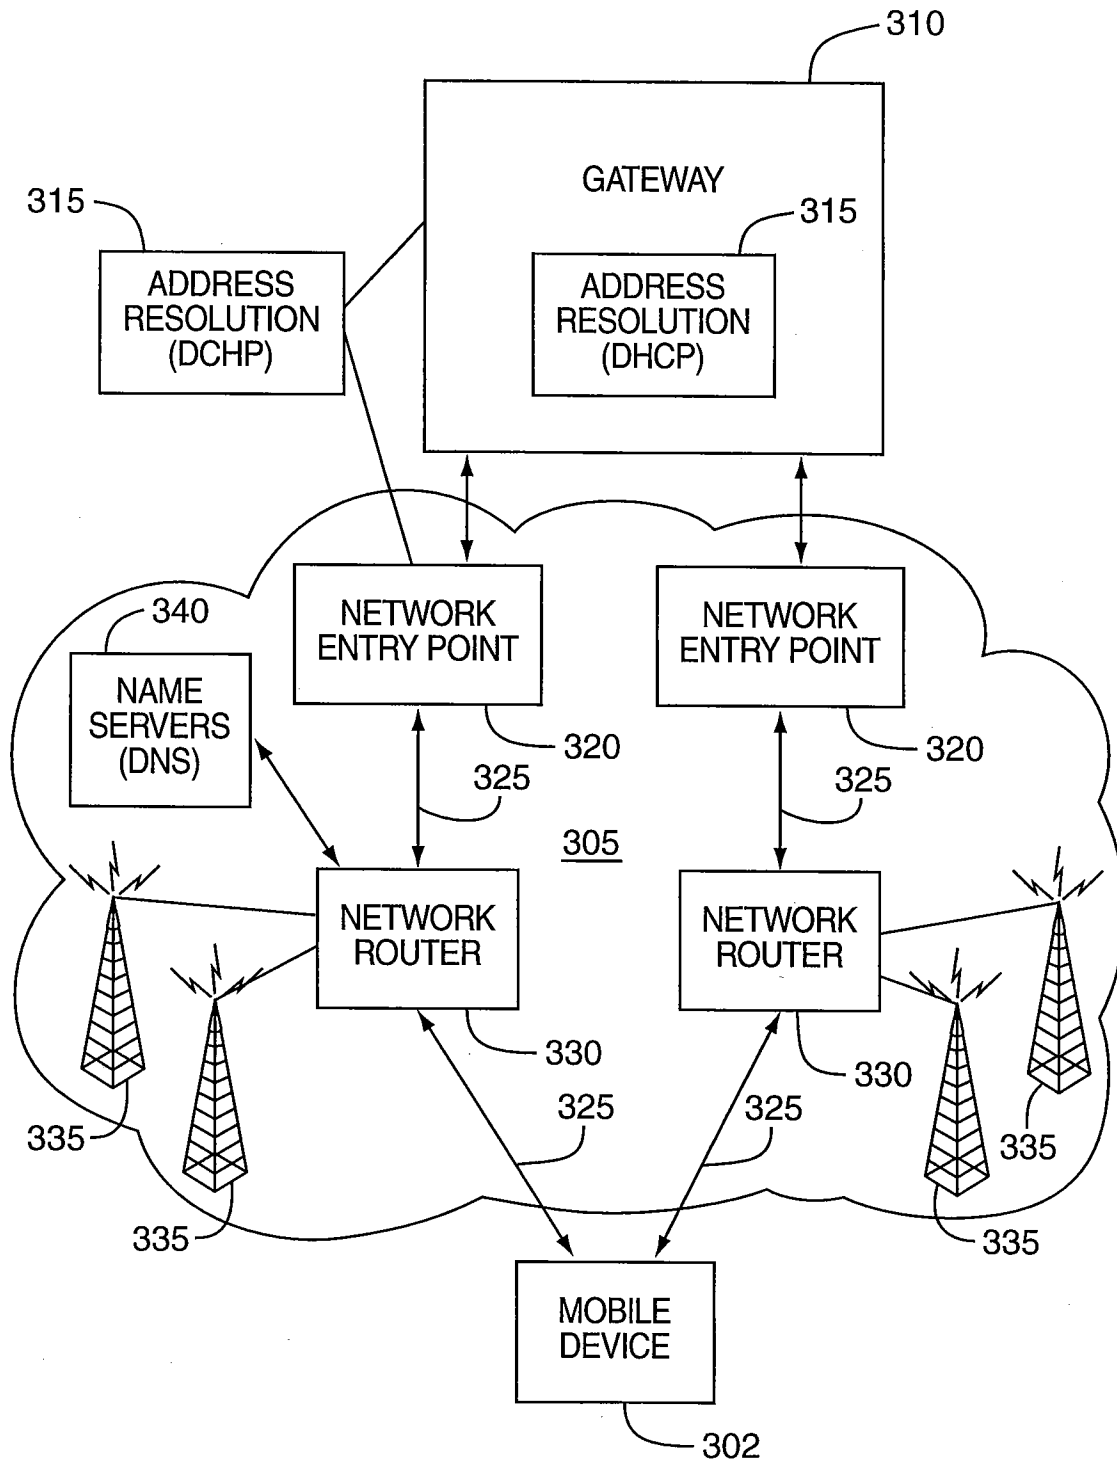 310
GATEWAY
315
315
ADDRESS
RESOLUTION
(DCHP)
ADDRESS
RESOLUTION
(DHCP)
NETWORK
ENTRY POINT
NETWORK
ENTRY POINT
340
NAME
SERVERS
(DNS)
320
320
325
325
305
NETWORK
ROUTER
NETWORK
ROUTER
330
330
325
325
335
335
335
335
MOBILE
DEVICE
302